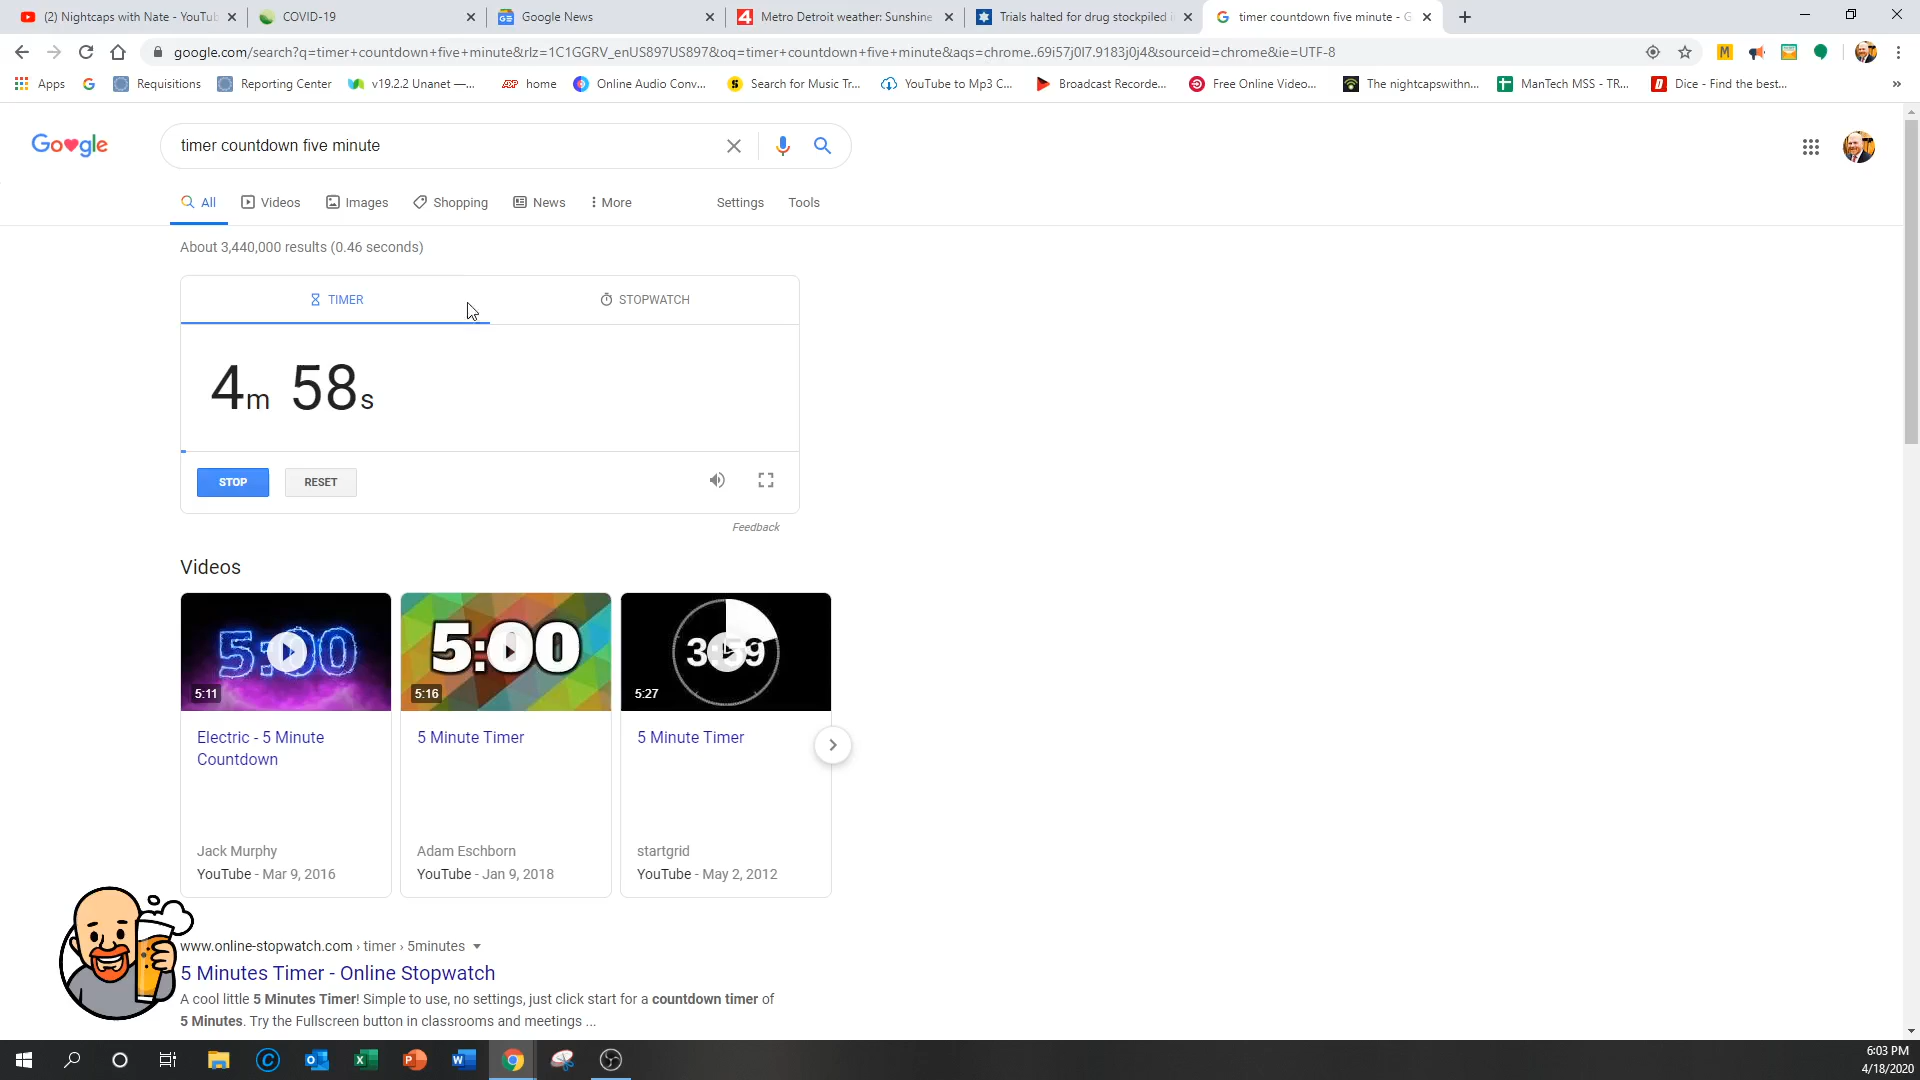 (2) Nightcaps with Nate - YouTub
COVID-19
Google News
Metro Detroit weather: Sunshine
Trials halted for drug stockpiled i
timer countdown five minute - G
google.com/search?q=timer+countdown+five+minute&rlz=1C1GGRV_enUS897US897&oq=timer+countdown+five+minute&aqs=chrome..69i57j0l7.9183j0j4&sourceid=chrome&ie=UTF-8
Apps
Requisitions
Reporting Center
v19.2.2 Unanet —...
home
Online Audio Conv...
Search for Music Tr...
YouTube to Mp3 C...
Broadcast Recorde...
Free Online Video...
The nightcapswithn...
ManTech MSS - TR...
Dice - Find the best...
»
Google
timer countdown five minute
All
Videos
Images
Shopping
News
More
Settings
Tools
About 3,440,000 results (0.46 seconds)
TIMER
STOPWATCH
4m 58s
STOP
RESET
Feedback
Videos
5:00
5:11
5:00
5:16
3:59
5:27
Electric - 5 Minute
Countdown
Jack Murphy
YouTube - Mar 9, 2016
5 Minute Timer
Adam Eschborn
YouTube - Jan 9, 2018
5 Minute Timer
startgrid
YouTube - May 2, 2012
www.online-stopwatch.com › timer › 5minutes
5 Minutes Timer - Online Stopwatch
A cool little 5 Minutes Timer! Simple to use, no settings, just click start for a countdown timer of
5 Minutes. Try the Fullscreen button in classrooms and meetings ...
6:03 PM
4/18/2020